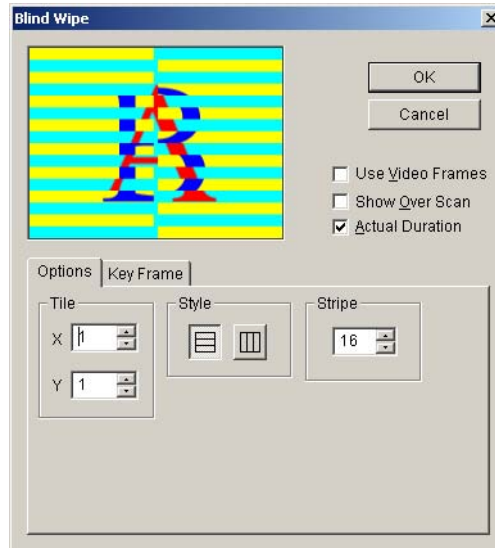 Blind Wipe
A B
OK
Cancel
Use Video Frames
Show Over Scan
Actual Duration
Options Key Frame
Tile Style Stripe
X 1 16
Y 1